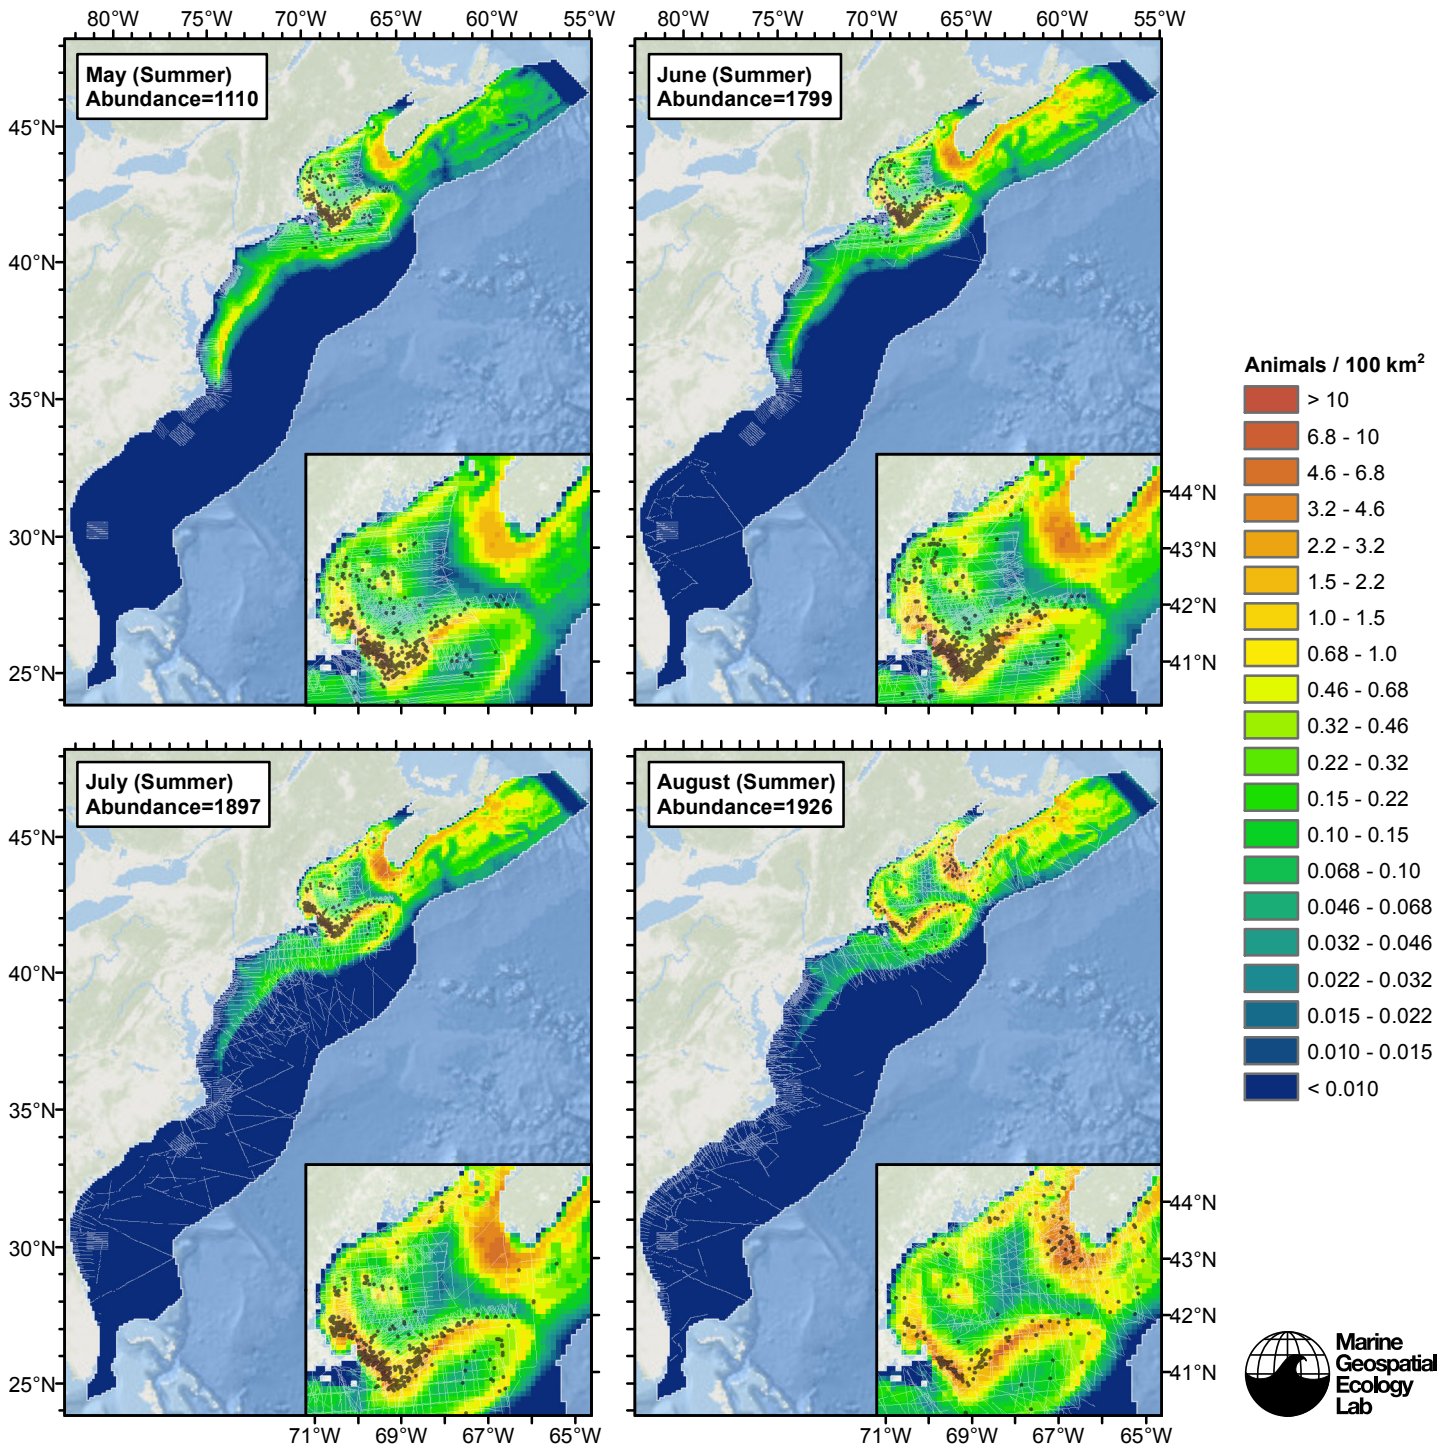 80°W 75°W 70°W 65°W 60°W 55°W
80°W 75°W 70°W 65°W 60°W 55°W
May (Summer)
Abundance=1110
June (Summer)
Abundance=1799
45°N
40°N
35°N
30°N
25°N
44°N
43°N
42°N
41°N
Animals / 100 km²
> 10
6.8 - 10
4.6 - 6.8
3.2 - 4.6
2.2 - 3.2
1.5 - 2.2
1.0 - 1.5
0.68 - 1.0
0.46 - 0.68
0.32 - 0.46
0.22 - 0.32
0.15 - 0.22
0.10 - 0.15
0.068 - 0.10
0.046 - 0.068
0.032 - 0.046
0.022 - 0.032
0.015 - 0.022
0.010 - 0.015
< 0.010
July (Summer)
Abundance=1897
August (Summer)
Abundance=1926
45°N
40°N
35°N
30°N
25°N
44°N
43°N
42°N
41°N
71°W 69°W 67°W 65°W
71°W 69°W 67°W 65°W
Marine
Geospatial
Ecology
Lab